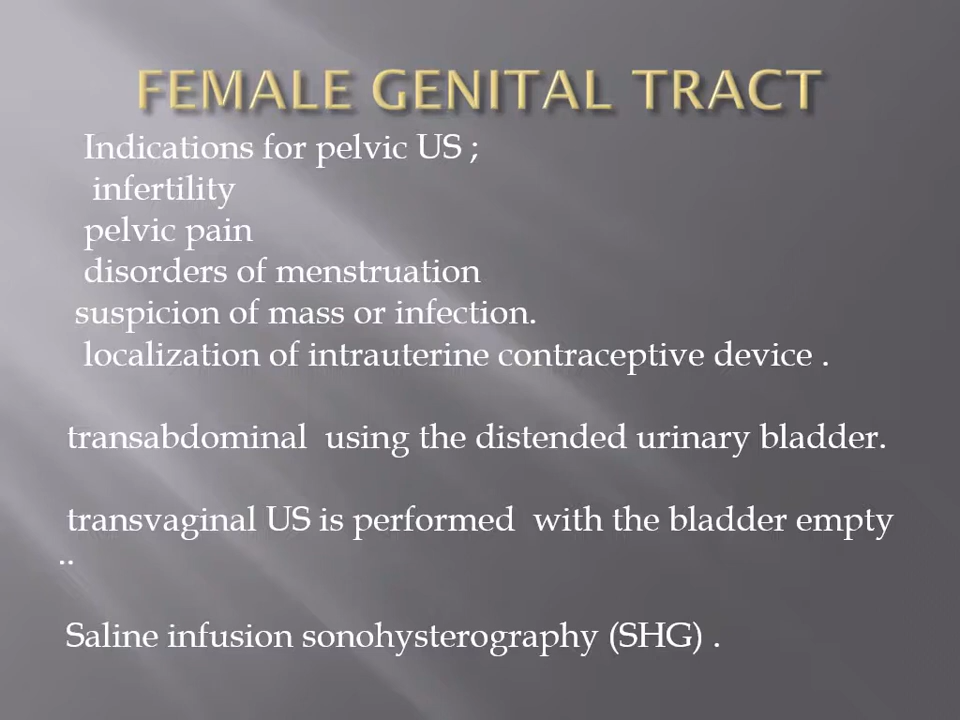 FEMALE GENITAL TRACT
Indications for pelvic US ;
infertility
pelvic pain
disorders of menstruation
suspicion of mass or infection.
localization of intrauterine contraceptive device .
transabdominal  using the distended urinary bladder.
transvaginal US is performed  with the bladder empty
..
Saline infusion sonohysterography (SHG) .